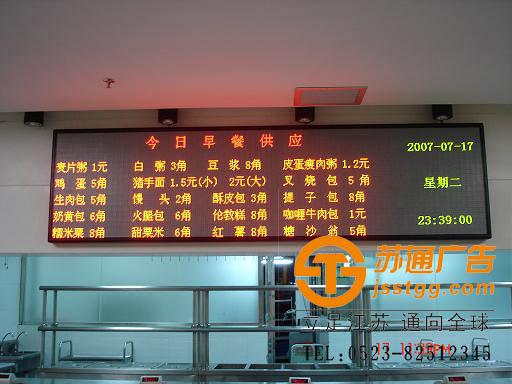 今日早餐供应
2007-07-17
麦片粥 1元 白粥 3角 豆浆 8角 皮蛋瘦肉粥 1.2元
鸡蛋 5角 猪手面 1.5元(小) 2元(大) 叉烧包 5角
星期二
生肉包 5角 馒头 2角 酥皮包 3角 提子包 8角
奶黄包 6角 火腿包 6角 伦教糕 8角 咖喱牛肉包 1元
23:39:00
糯米粟 8角 甜粟米 6角 红薯 8角 糖沙翁 5角
苏通广告
jsstgg.com
立足江苏 通向全球
TEL:0523-82512345